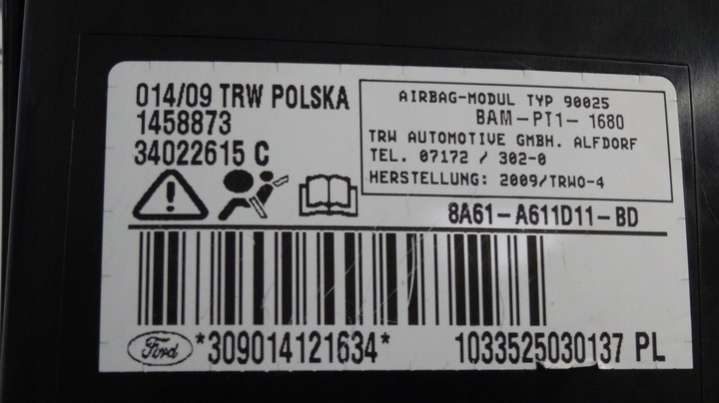 014/09 TRW POLSKA
1458873
34022615 C
AIRBAG-MODUL TYP 90025
BAM-PT1- 1680
TRW AUTOMOTIVE GMBH. ALFDORF
TEL. 07172 / 302-0
HERSTELLUNG: 2009/TRWO-4
8A61-A611D11-BD
Ford *309014121634* 1033525030137 PL